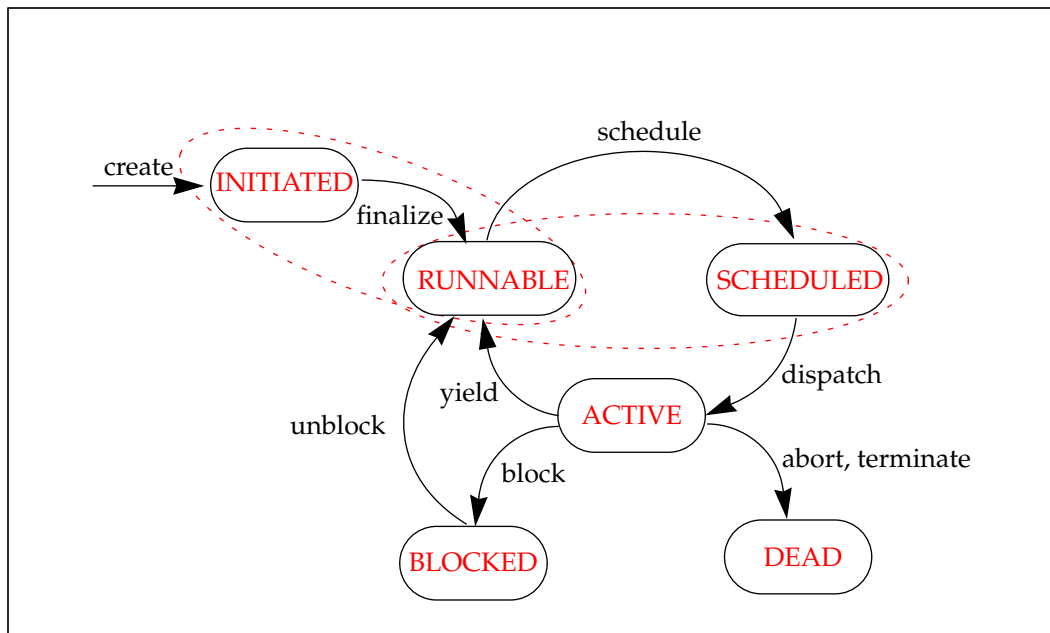 schedule
create
INITIATED
finalize
RUNNABLE
SCHEDULED
dispatch
yield
ACTIVE
unblock
abort, terminate
block
BLOCKED
DEAD